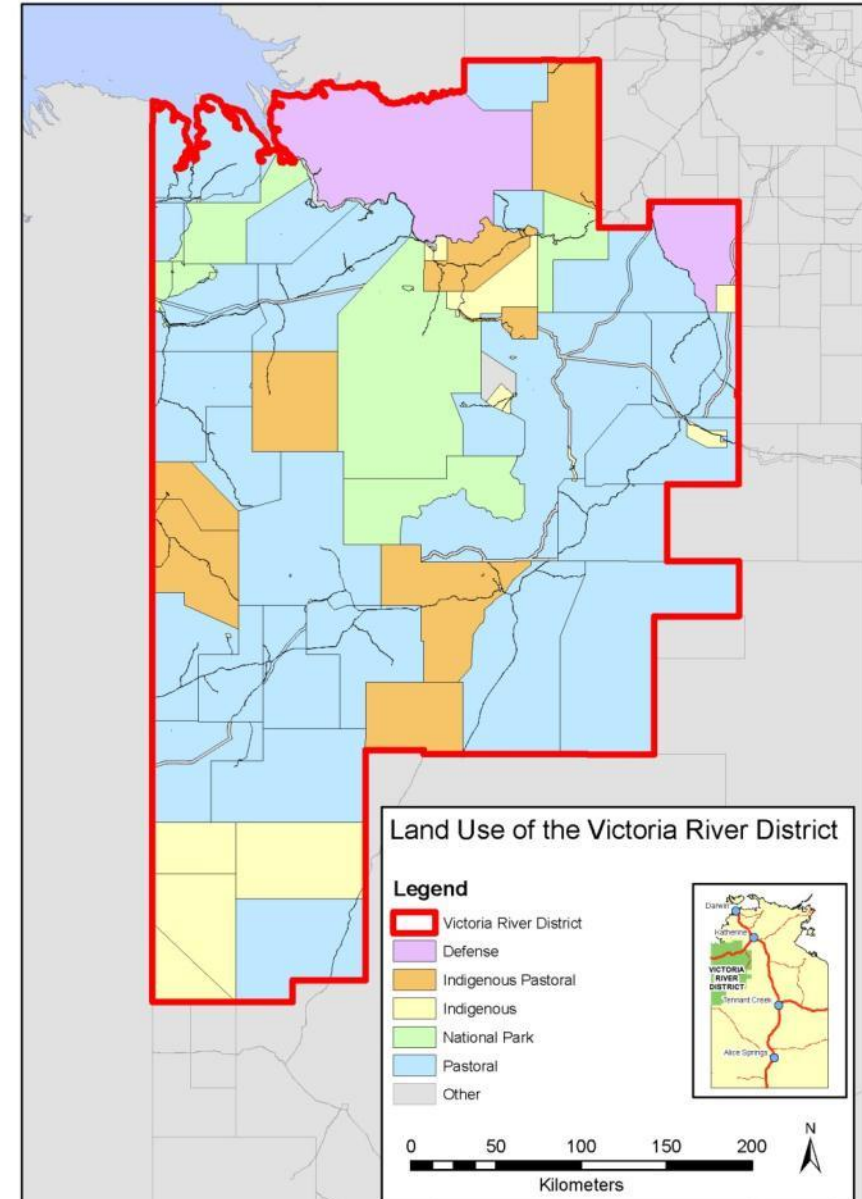 Land Use of the Victoria River District
Legend
Victoria River District
Defense
Indigenous Pastoral
Indigenous
National Park
Pastoral
Other
Darwin
Katherine
VICTORIA
RIVER
DISTRICT
Tennant Creek
Alice Springs
N
0 50 100 150 200
Kilometers